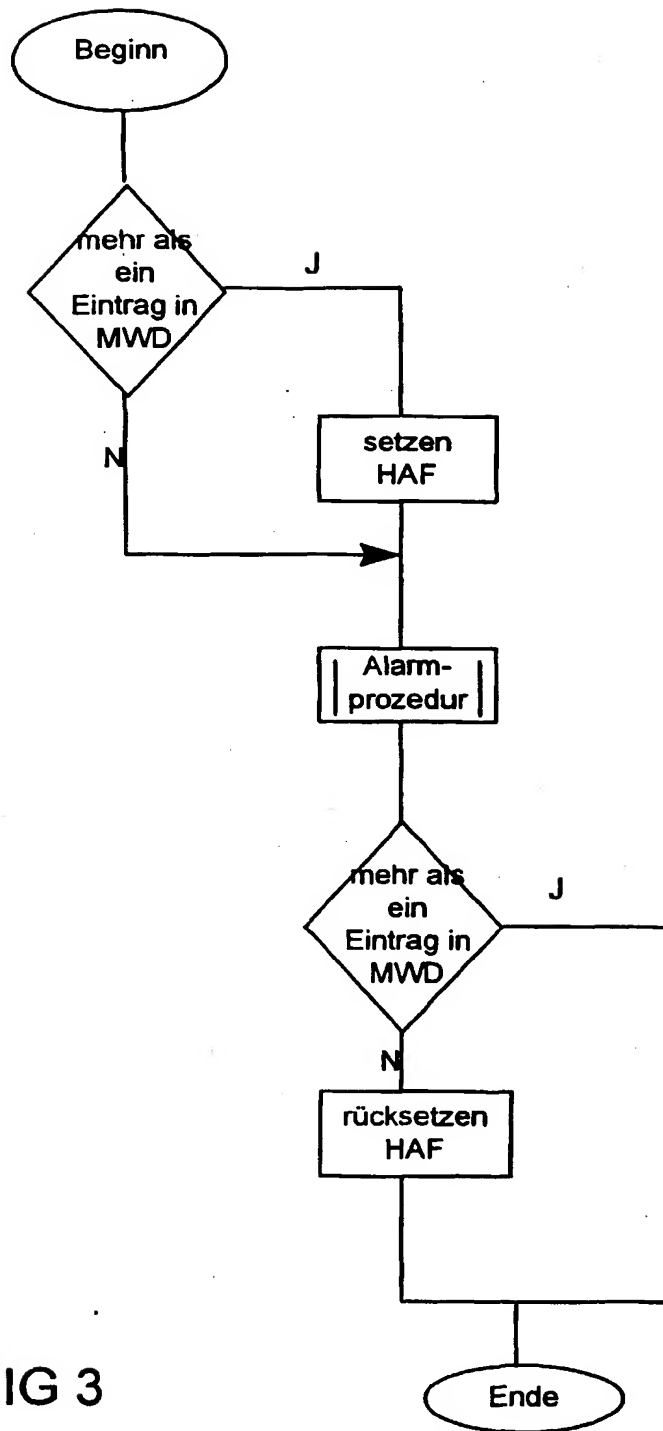 Beginn
mehr als
ein
Eintrag in
MWD
J
N
setzen
HAF
Alarm-
prozedur
mehr als
ein
Eintrag in
MWD
J
N
rücksetzen
HAF
IG 3
Ende